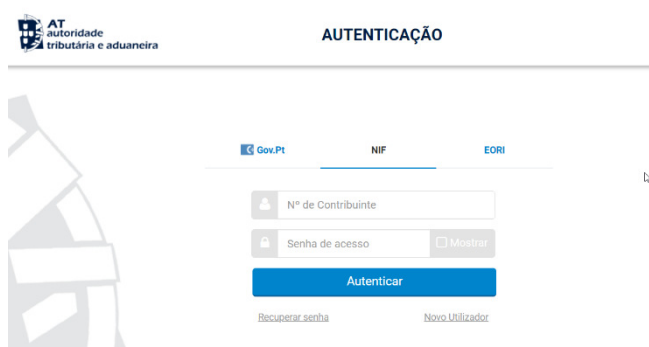 AT
autoridade
tributária e aduaneira
AUTENTICAÇÃO
Gov.Pt
NIF
EORI
Nº de Contribuinte
Senha de acesso
Mostrar
Autenticar
Recuperar senha
Novo Utilizador